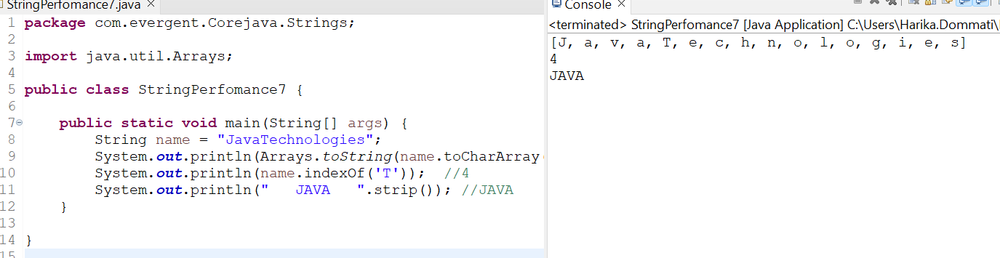 StringPerfomance7.java
1 package com.evergent.Corejava.Strings;
2
3 import java.util.Arrays;
4
5 public class StringPerfomance7 {
6
7 public static void main(String[] args) {
8 String name = "JavaTechnologies";
9 System.out.println(Arrays.toString(name.toCharArray
10 System.out.println(name.indexOf('T')); //4
11 System.out.println(" JAVA ".strip()); //JAVA
12 }
13
14 }
15
Console
<terminated> StringPerfomance7 [Java Application] C:\Users\Harika.Dommati\
[J, a, v, a, T, e, c, h, n, o, l, o, g, i, e, s]
4
JAVA